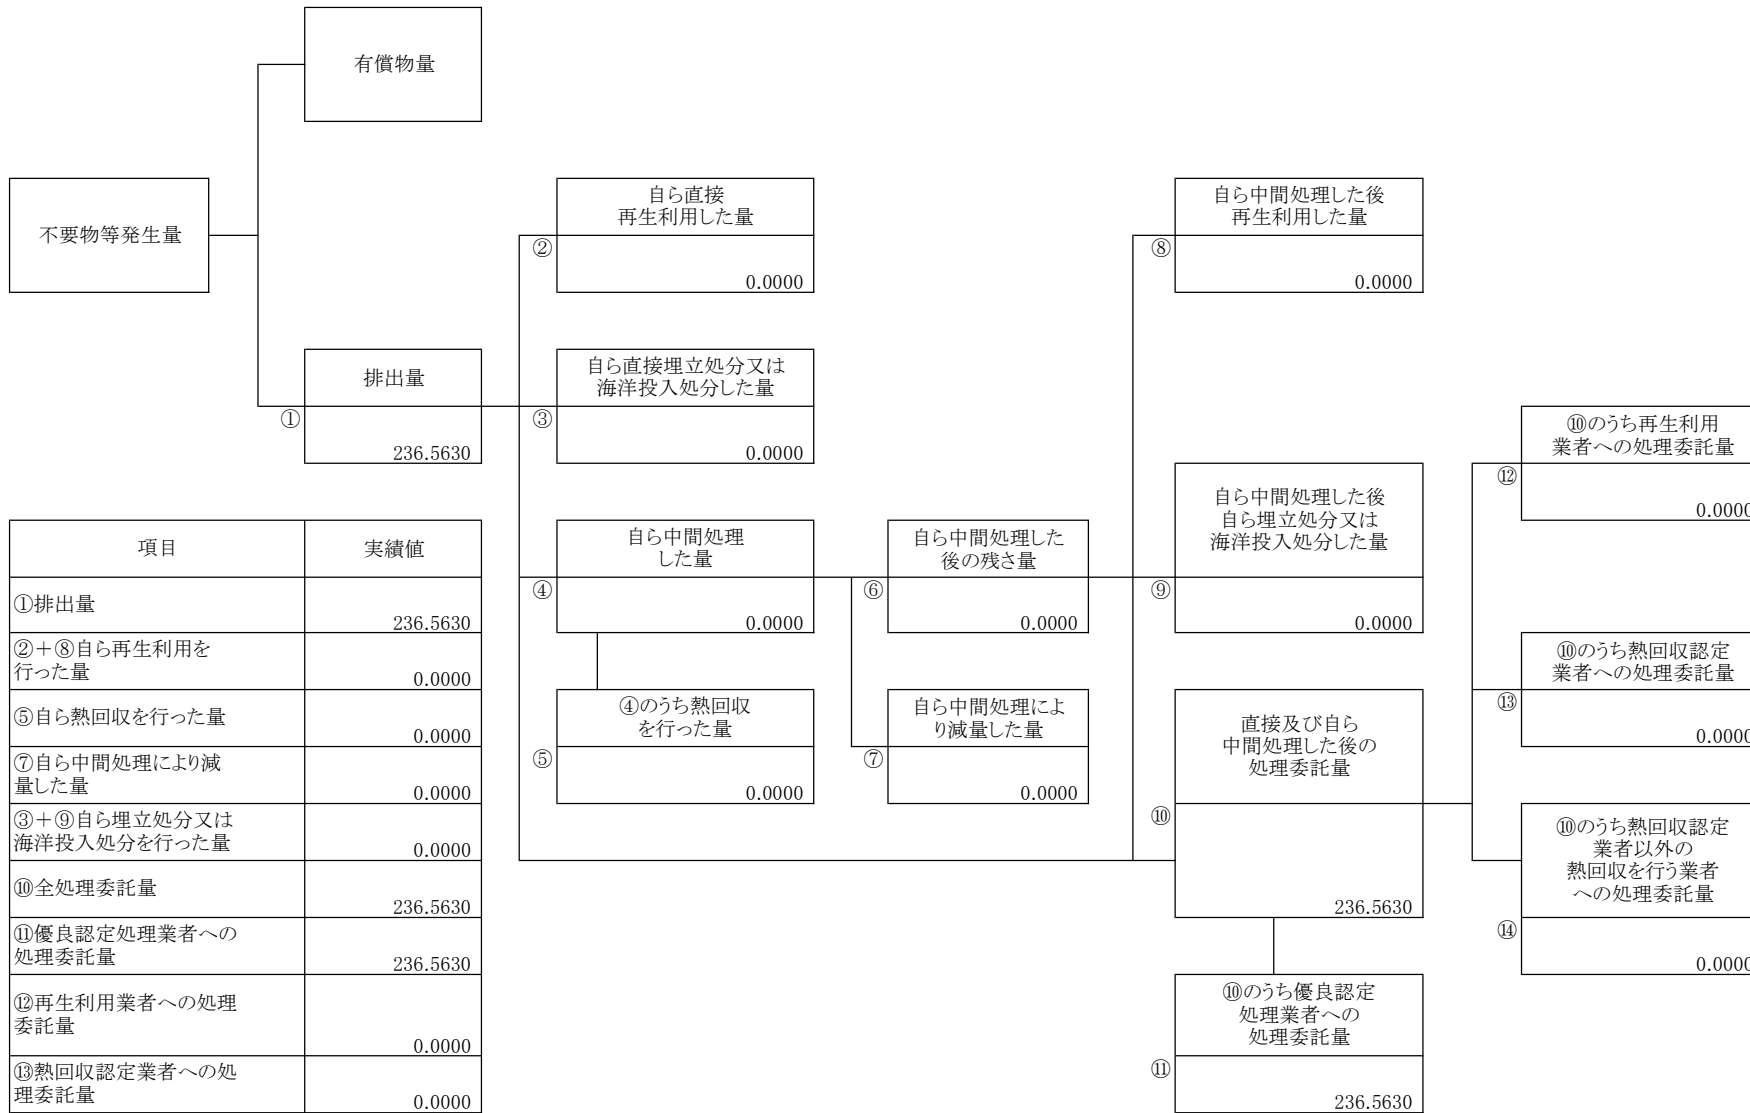 有償物量
不要物等発生量
排出量
①
236.5630
自ら直接
再生利用した量
②
0.0000
自ら直接埋立処分又は
海洋投入処分した量
③
0.0000
自ら中間処理
した量
④
0.0000
④のうち熱回収
を行った量
⑤
0.0000
自ら中間処理した
後の残さ量
⑥
0.0000
自ら中間処理によ
り減量した量
⑦
0.0000
自ら中間処理した後
再生利用した量
⑧
0.0000
自ら中間処理した後
自ら埋立処分又は
海洋投入処分した量
⑨
0.0000
直接及び自ら
中間処理した後の
処理委託量
⑩
236.5630
⑩のうち優良認定
処理業者への
処理委託量
⑪
236.5630
⑩のうち再生利用
業者への処理委託量
⑫
0.0000
⑩のうち熱回収認定
業者への処理委託量
⑬
0.0000
⑩のうち熱回収認定
業者以外の
熱回収を行う業者
への処理委託量
⑭
0.0000
項目 実績値
①排出量
236.5630
②+⑧自ら再生利用を
行った量
0.0000
⑤自ら熱回収を行った量
0.0000
⑦自ら中間処理により減
量した量
0.0000
③+⑨自ら埋立処分又は
海洋投入処分を行った量
0.0000
⑩全処理委託量
236.5630
⑪優良認定処理業者への
処理委託量
236.5630
⑫再生利用業者への処理
委託量
0.0000
⑬熱回収認定業者への処
理委託量
0.0000